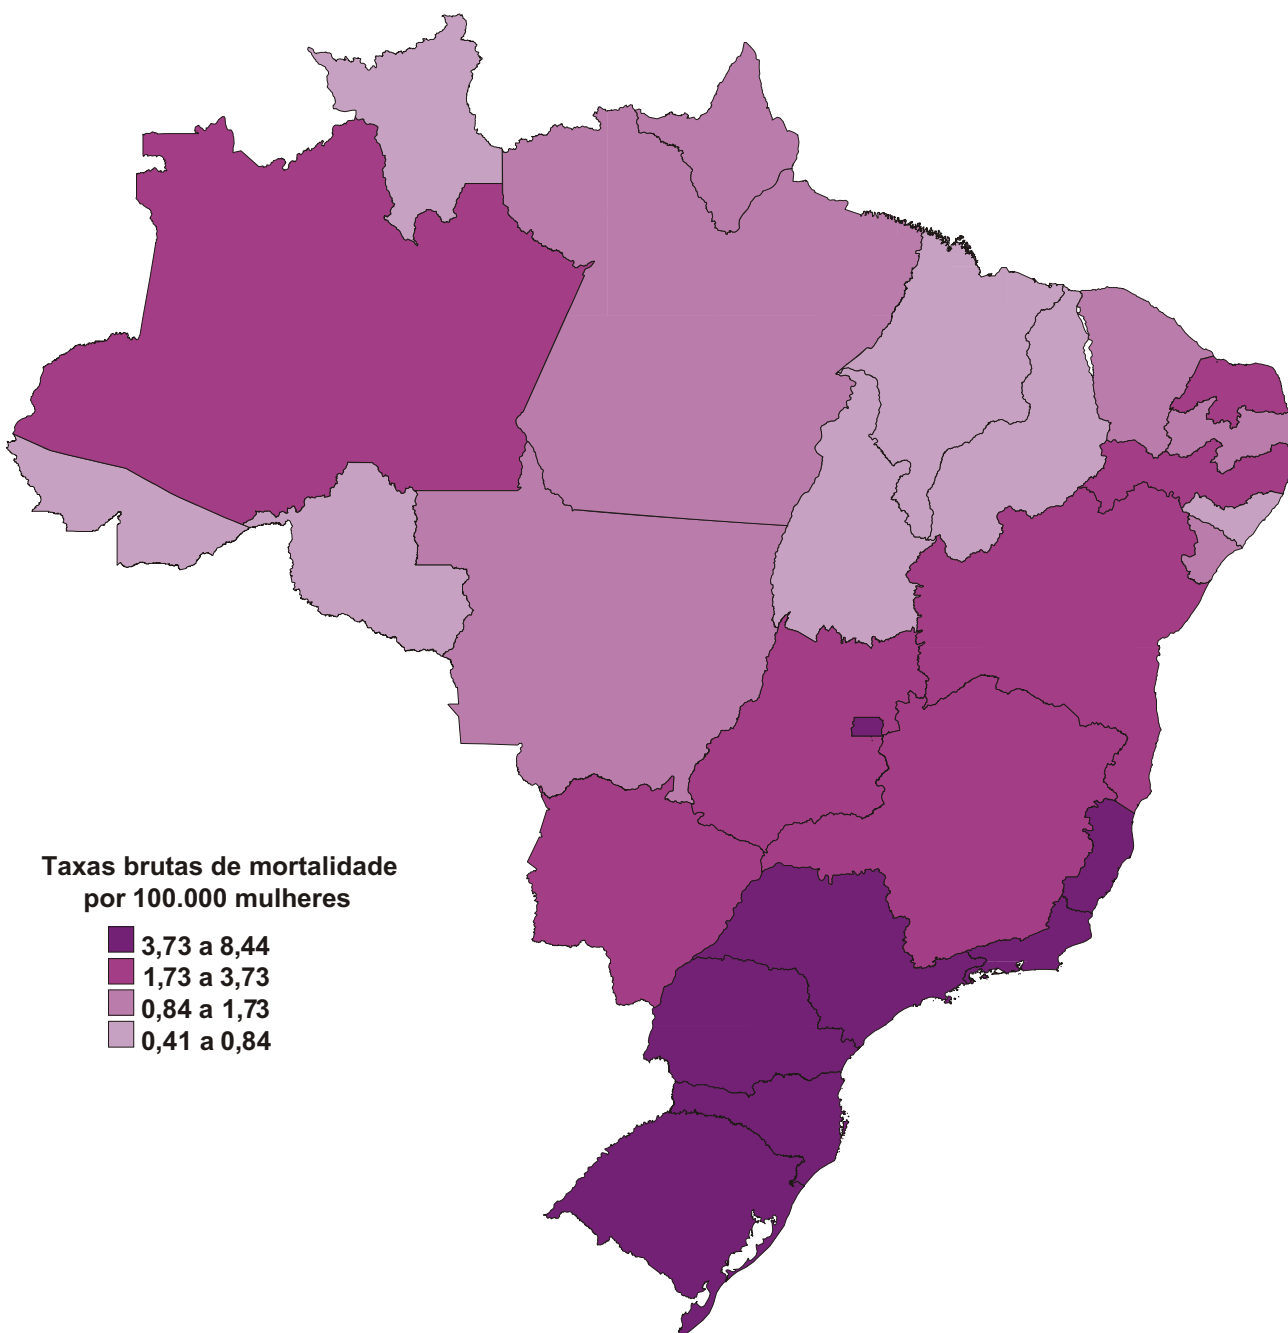 Taxas brutas de mortalidade
por 100.000 mulheres
3,73 a 8,44
1,73 a 3,73
0,84 a 1,73
0,41 a 0,84